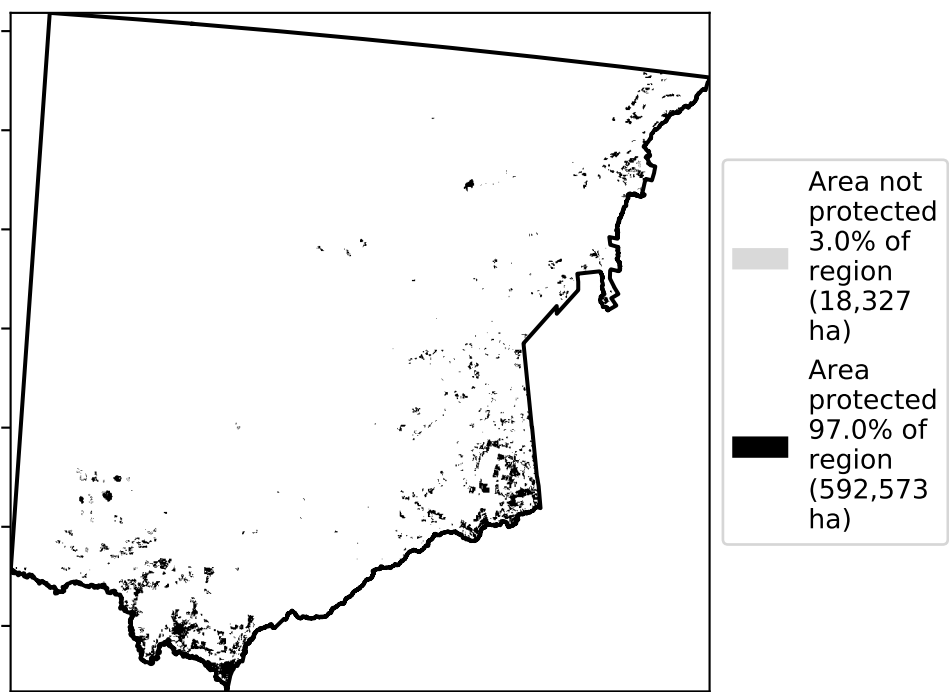 Area not
protected
3.0% of
region
(18,327
ha)
Area
protected
97.0% of
region
(592,573
ha)